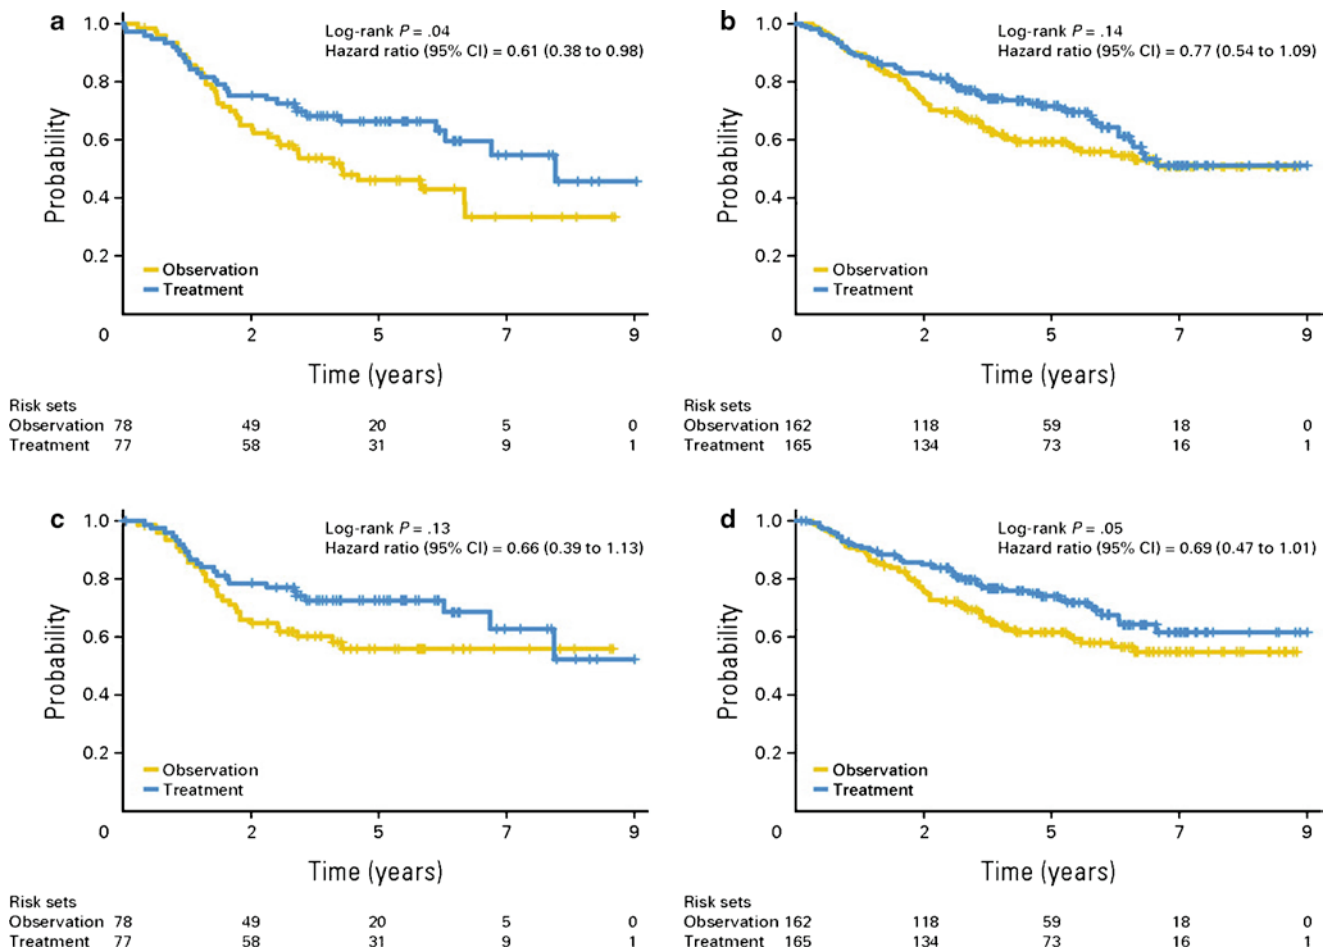 a
Log-rank P = .04
Hazard ratio (95% CI) = 0.61 (0.38 to 0.98)
Probability
1.0
0.8
0.6
0.4
0.2
Observation
Treatment
0 2 5 7 9
Time (years)
Risk sets
Observation 78 49 20 5 0
Treatment 77 58 31 9 1
b
Log-rank P = .14
Hazard ratio (95% CI) = 0.77 (0.54 to 1.09)
Probability
1.0
0.8
0.6
0.4
0.2
Observation
Treatment
0 2 5 7 9
Time (years)
Risk sets
Observation 162 118 59 18 0
Treatment 165 134 73 16 1
c
Log-rank P = .13
Hazard ratio (95% CI) = 0.66 (0.39 to 1.13)
Probability
1.0
0.8
0.6
0.4
0.2
Observation
Treatment
0 2 5 7 9
Time (years)
Risk sets
Observation 78 49 20 5 0
Treatment 77 58 31 9 1
d
Log-rank P = .05
Hazard ratio (95% CI) = 0.69 (0.47 to 1.01)
Probability
1.0
0.8
0.6
0.4
0.2
Observation
Treatment
0 2 5 7 9
Time (years)
Risk sets
Observation 162 118 59 18 0
Treatment 165 134 73 16 1